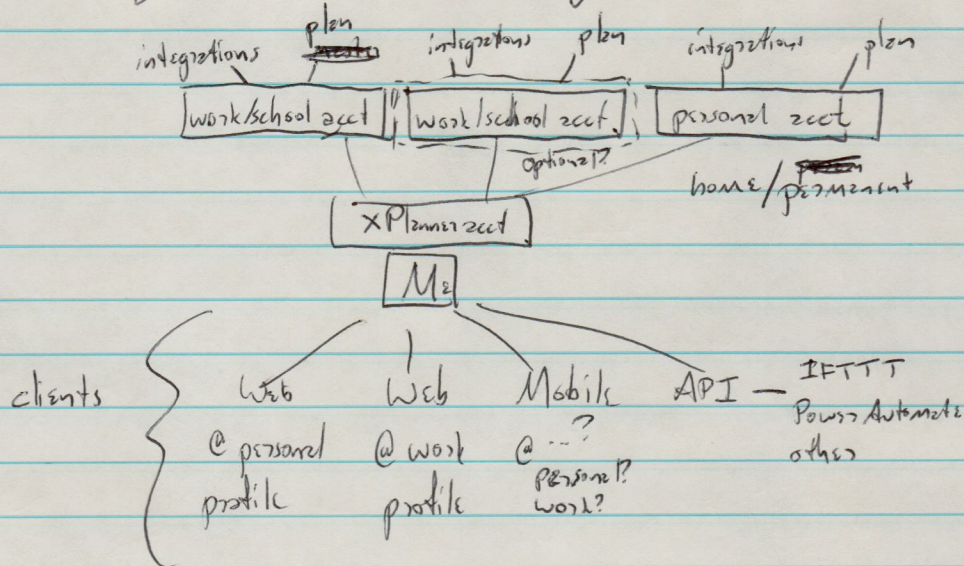 integrations plan integrations plan integrations plan
work/school acct work/school acct personal acct
optional?
home/permanent
xPlanner acct
Me
clients Web Web Mobile API — IFTTT
Power Automate
other
@ personal @ work @ ...?
profile profile personal?
work?